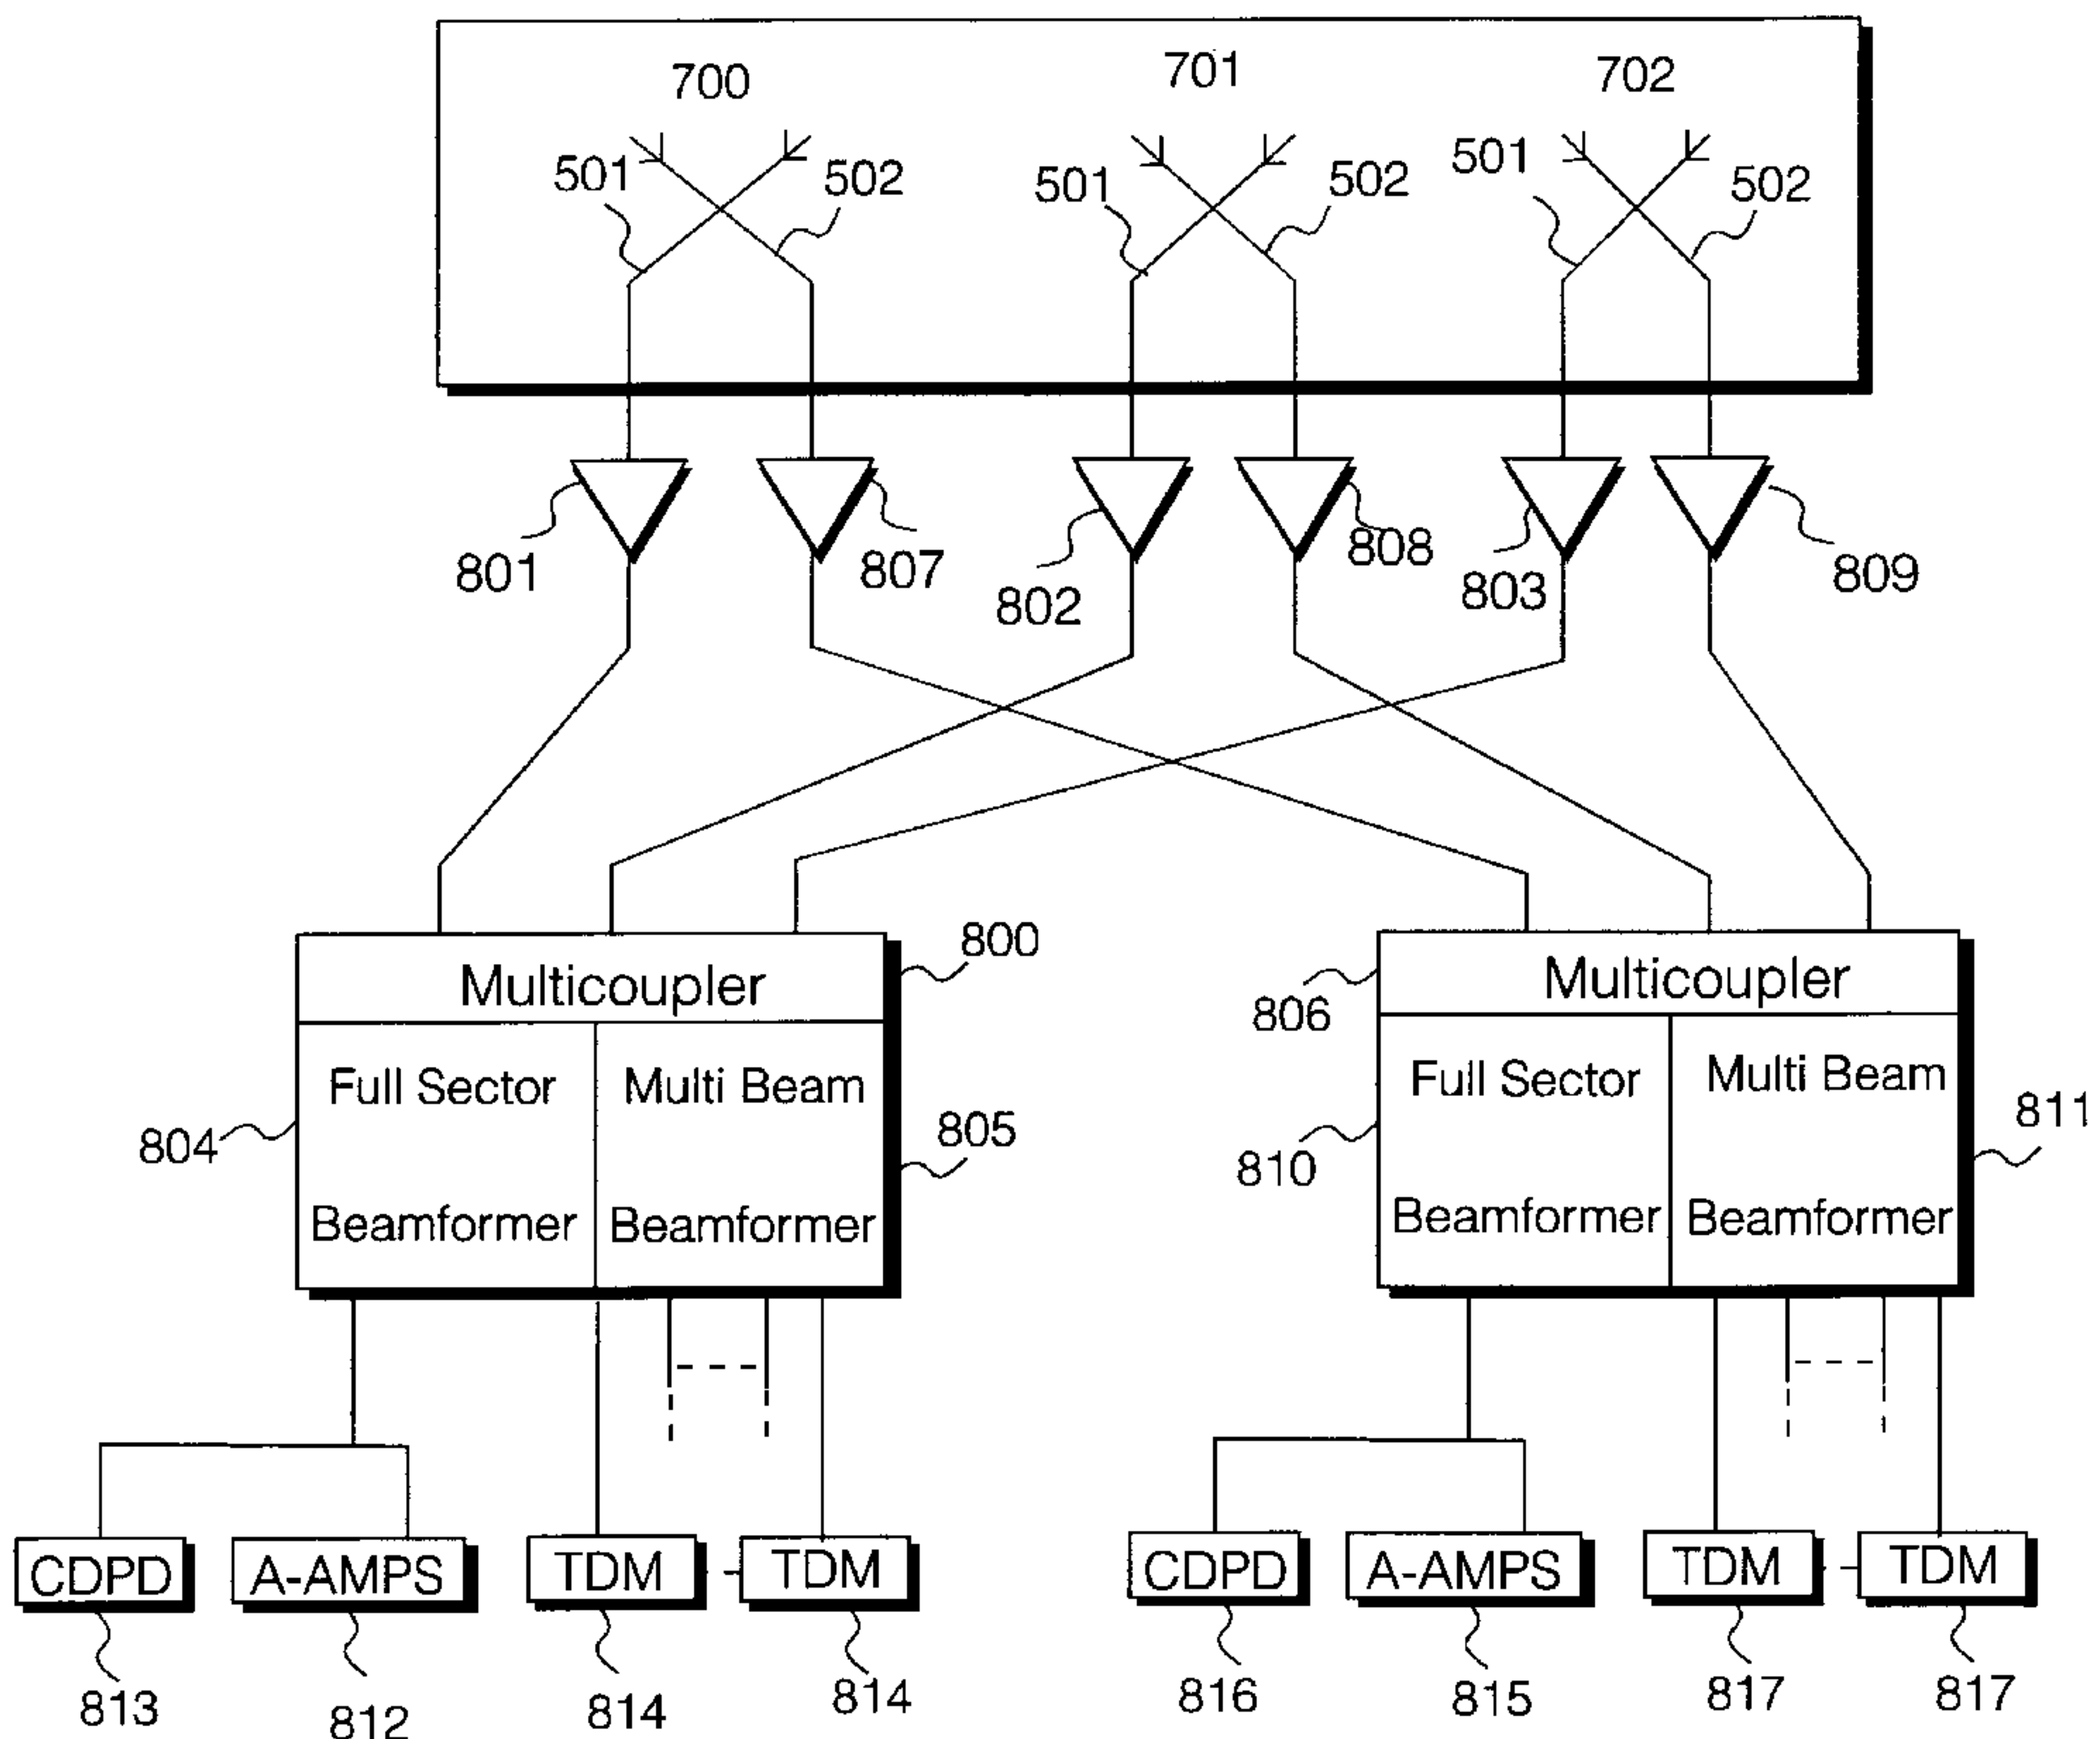 700 701 702
501 502 501 502 501 502
801 807 802 808 803 809
800
Multicoupler
806
Multicoupler
804
Full Sector
Beamformer
Multi Beam
Beamformer
805
810
Full Sector
Beamformer
Multi Beam
Beamformer
811
CDPD A-AMPS TDM TDM CDPD A-AMPS TDM TDM
813 812 814 814 816 815 817 817